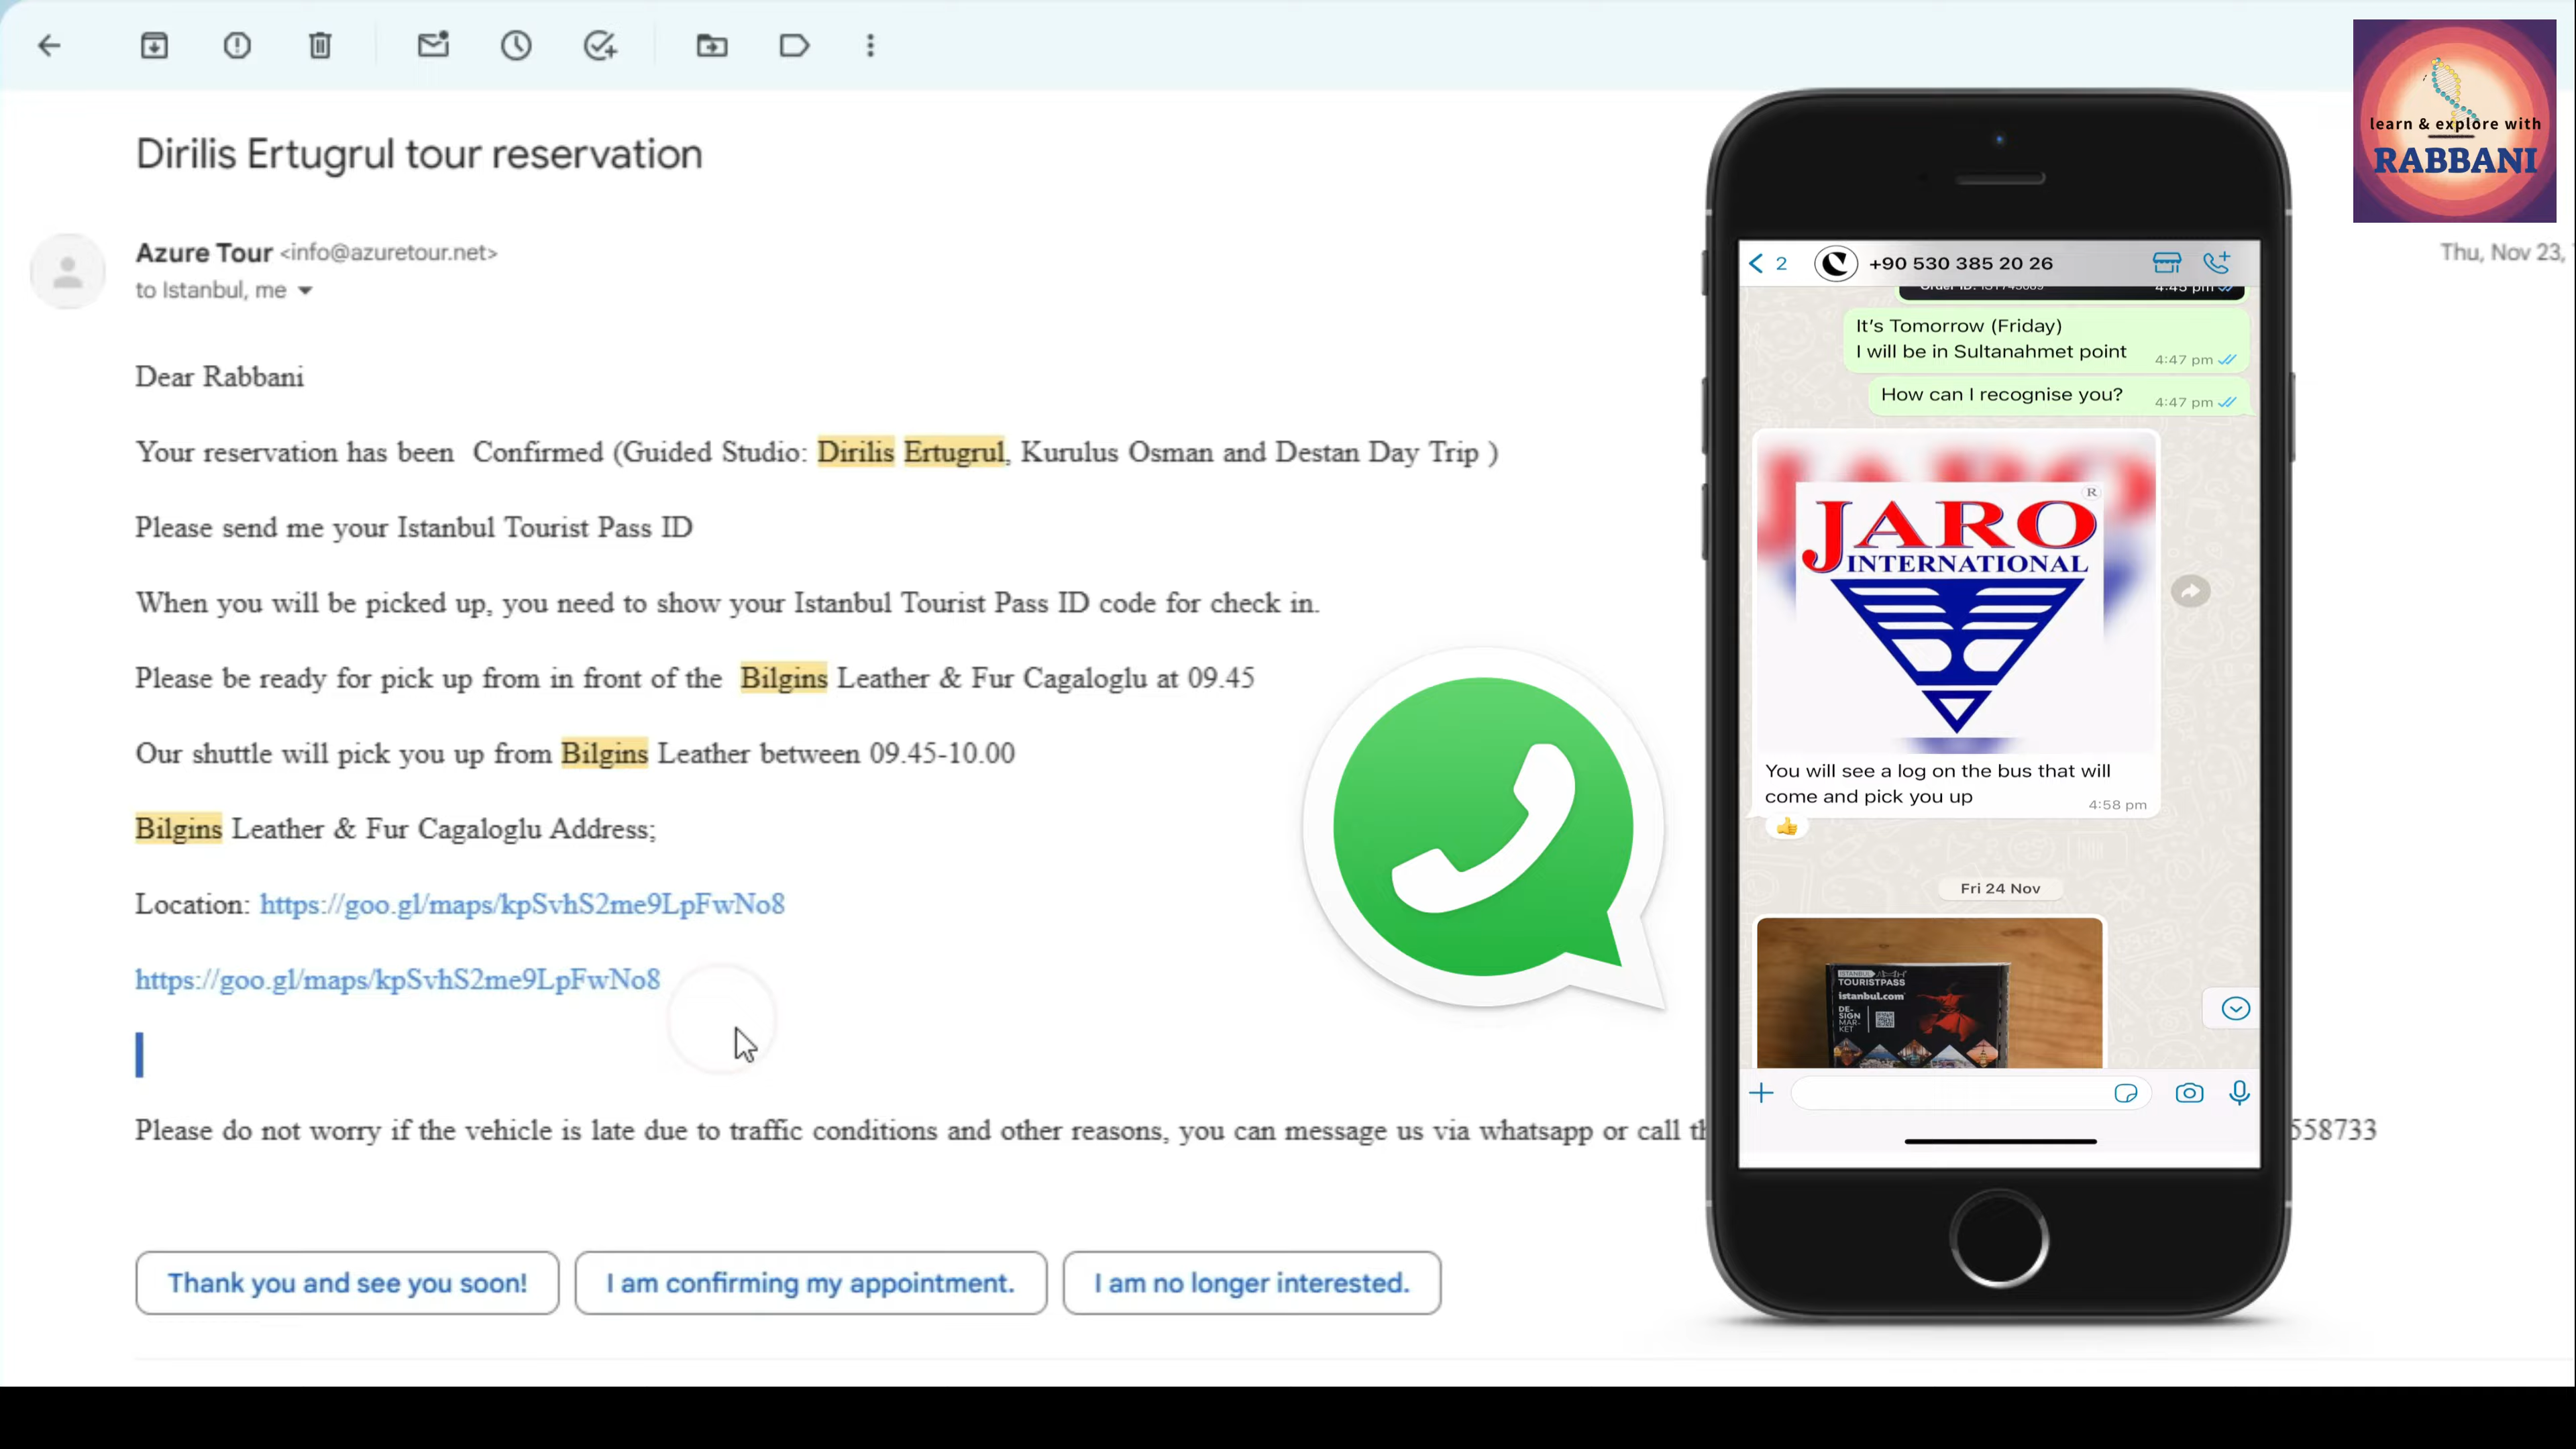 learn & explore with
RABBANI
Dirilis Ertugrul tour reservation
Azure Tour <info@azuretour.net>
Thu, Nov 23,
to Istanbul, me
Dear Rabbani
Your reservation has been Confirmed (Guided Studio: Dirilis Ertugrul, Kurulus Osman and Destan Day Trip )
Please send me your Istanbul Tourist Pass ID
When you will be picked up, you need to show your Istanbul Tourist Pass ID code for check in.
Please be ready for pick up from in front of the Bilgins Leather & Fur Cagaloglu at 09.45
Our shuttle will pick you up from Bilgins Leather between 09.45-10.00
Bilgins Leather & Fur Cagaloglu Address;
Location: https://goo.gl/maps/kpSvhS2me9LpFwNo8
https://goo.gl/maps/kpSvhS2me9LpFwNo8
Please do not worry if the vehicle is late due to traffic conditions and other reasons, you can message us via whatsapp or call th
558733
Thank you and see you soon!
I am confirming my appointment.
I am no longer interested.
2
+90 530 385 20 26
4:45 pm
It's Tomorrow (Friday)
I will be in Sultanahmet point
4:47 pm
How can I recognise you?
4:47 pm
JARO
R
INTERNATIONAL
You will see a log on the bus that will
come and pick you up
4:58 pm
Fri 24 Nov
ISTANBUL
TOURISTPASS
istanbul.com
DE-
SIGN
MAR-
KET